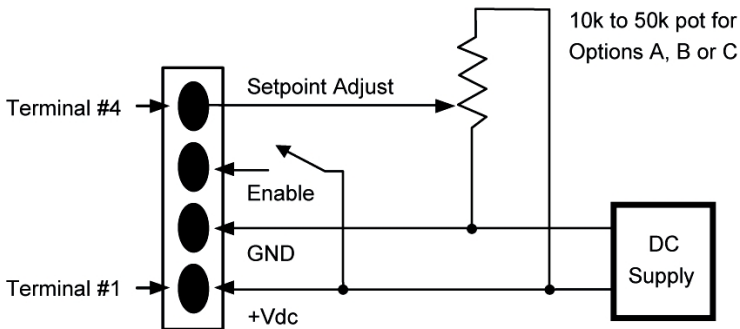 10k to 50k pot for
Options A, B or C
Setpoint Adjust
Terminal #4
Enable
GND
DC
Supply
Terminal #1
+Vdc